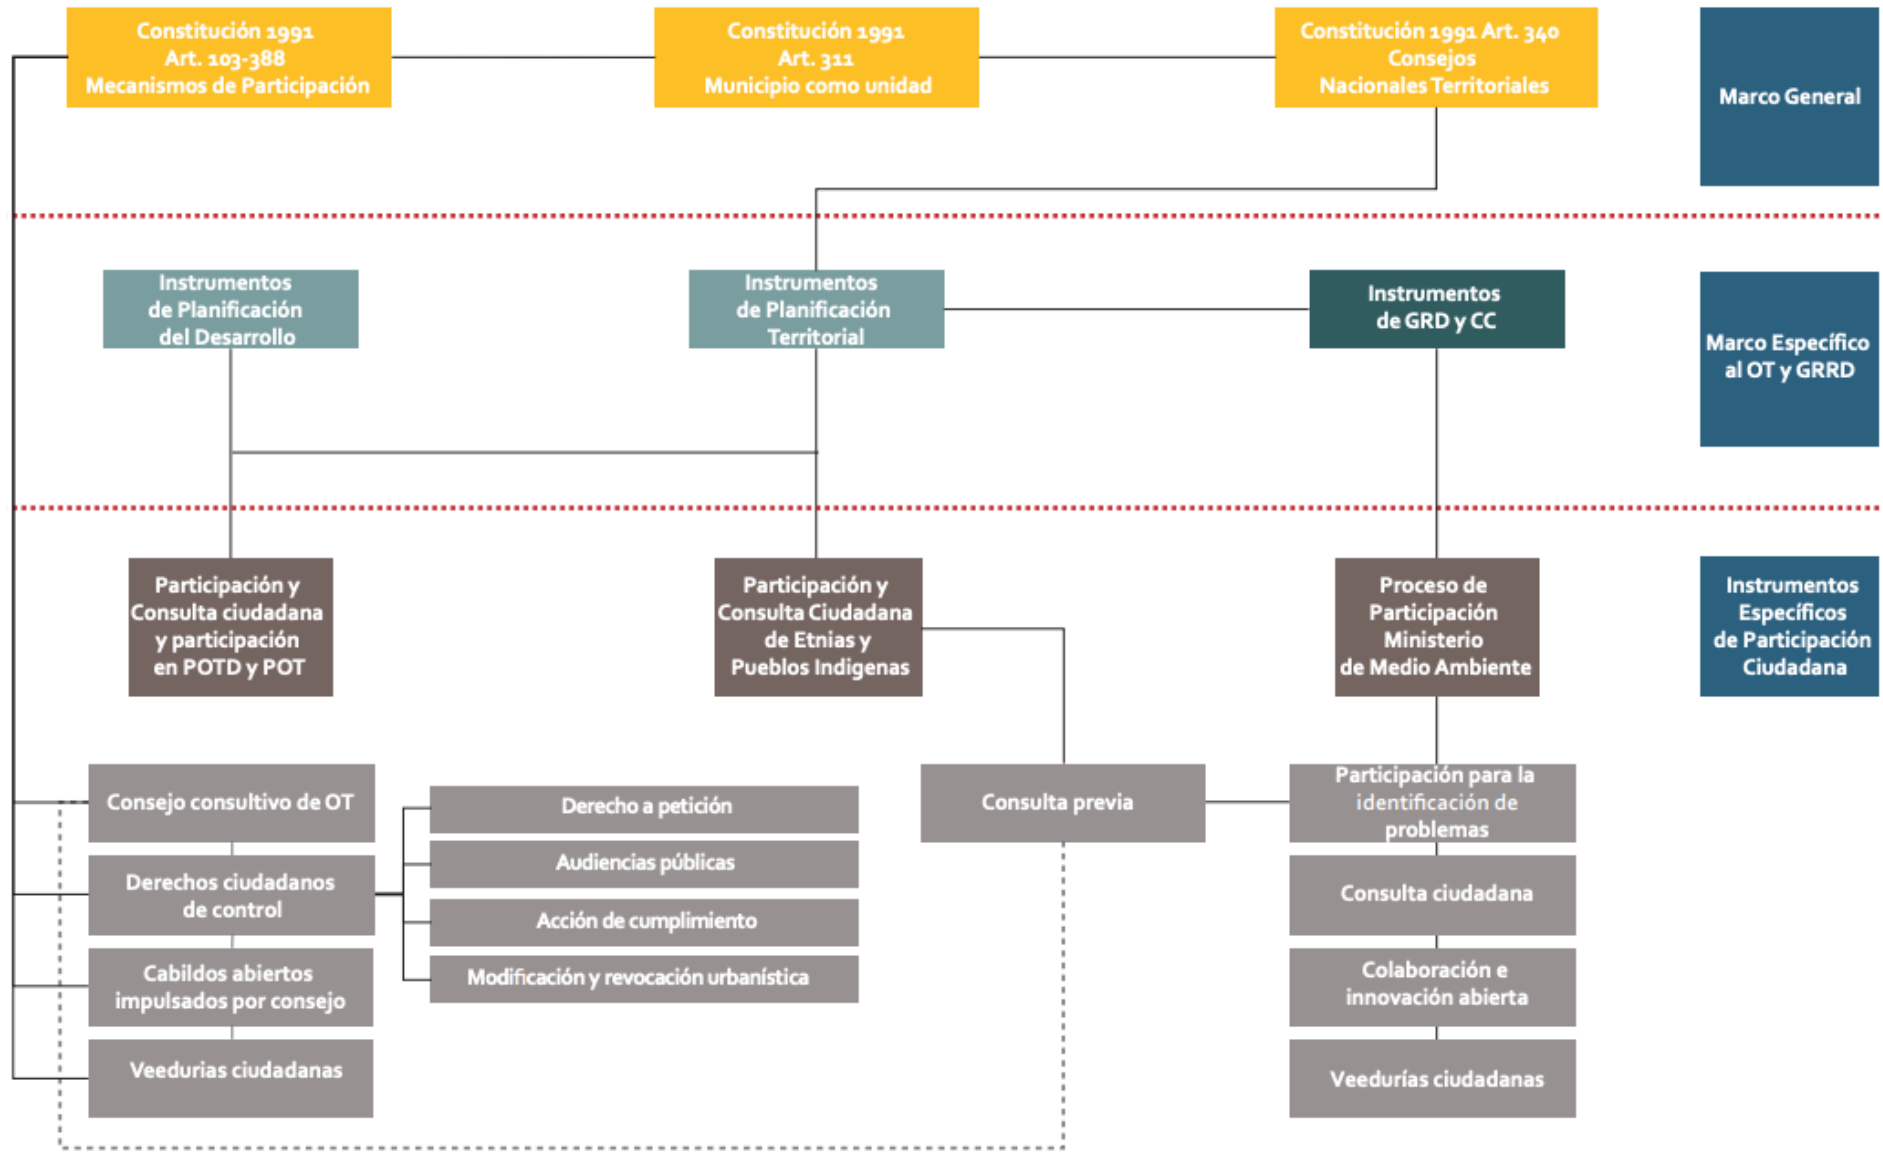 Constitución 1991
Art. 103-388
Mecanismos de Participación
Constitución 1991
Art. 311
Municipio como unidad
Constitución 1991 Art. 340
Consejos
Nacionales Territoriales
Marco General
Instrumentos
de Planificación
del Desarrollo
Instrumentos
de Planificación
Territorial
Instrumentos
de GRD y CC
Marco Específico
al OT y GRRD
Participación y
Consulta ciudadana
y participación
en POTD y POT
Participación y
Consulta Ciudadana
de Etnias y
Pueblos Indigenas
Proceso de
Participación
Ministerio
de Medio Ambiente
Instrumentos
Específicos
de Participación
Ciudadana
Consejo consultivo de OT
Derechos ciudadanos
de control
Cabildos abiertos
impulsados por consejo
Veedurias ciudadanas
Derecho a petición
Audiencias públicas
Acción de cumplimiento
Modificación y revocación urbanística
Consulta previa
Participación para la
identificación de
problemas
Consulta ciudadana
Colaboración e
innovación abierta
Veedurías ciudadanas